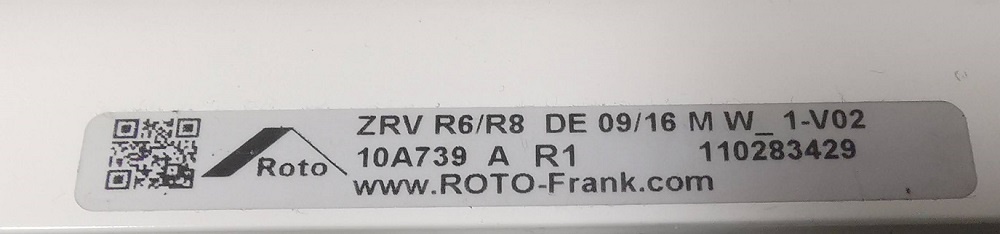 Roto
ZRV R6/R8 DE 09/16 M W_ 1-V02
10A739 A R1 110283429
www.ROTO-Frank.com